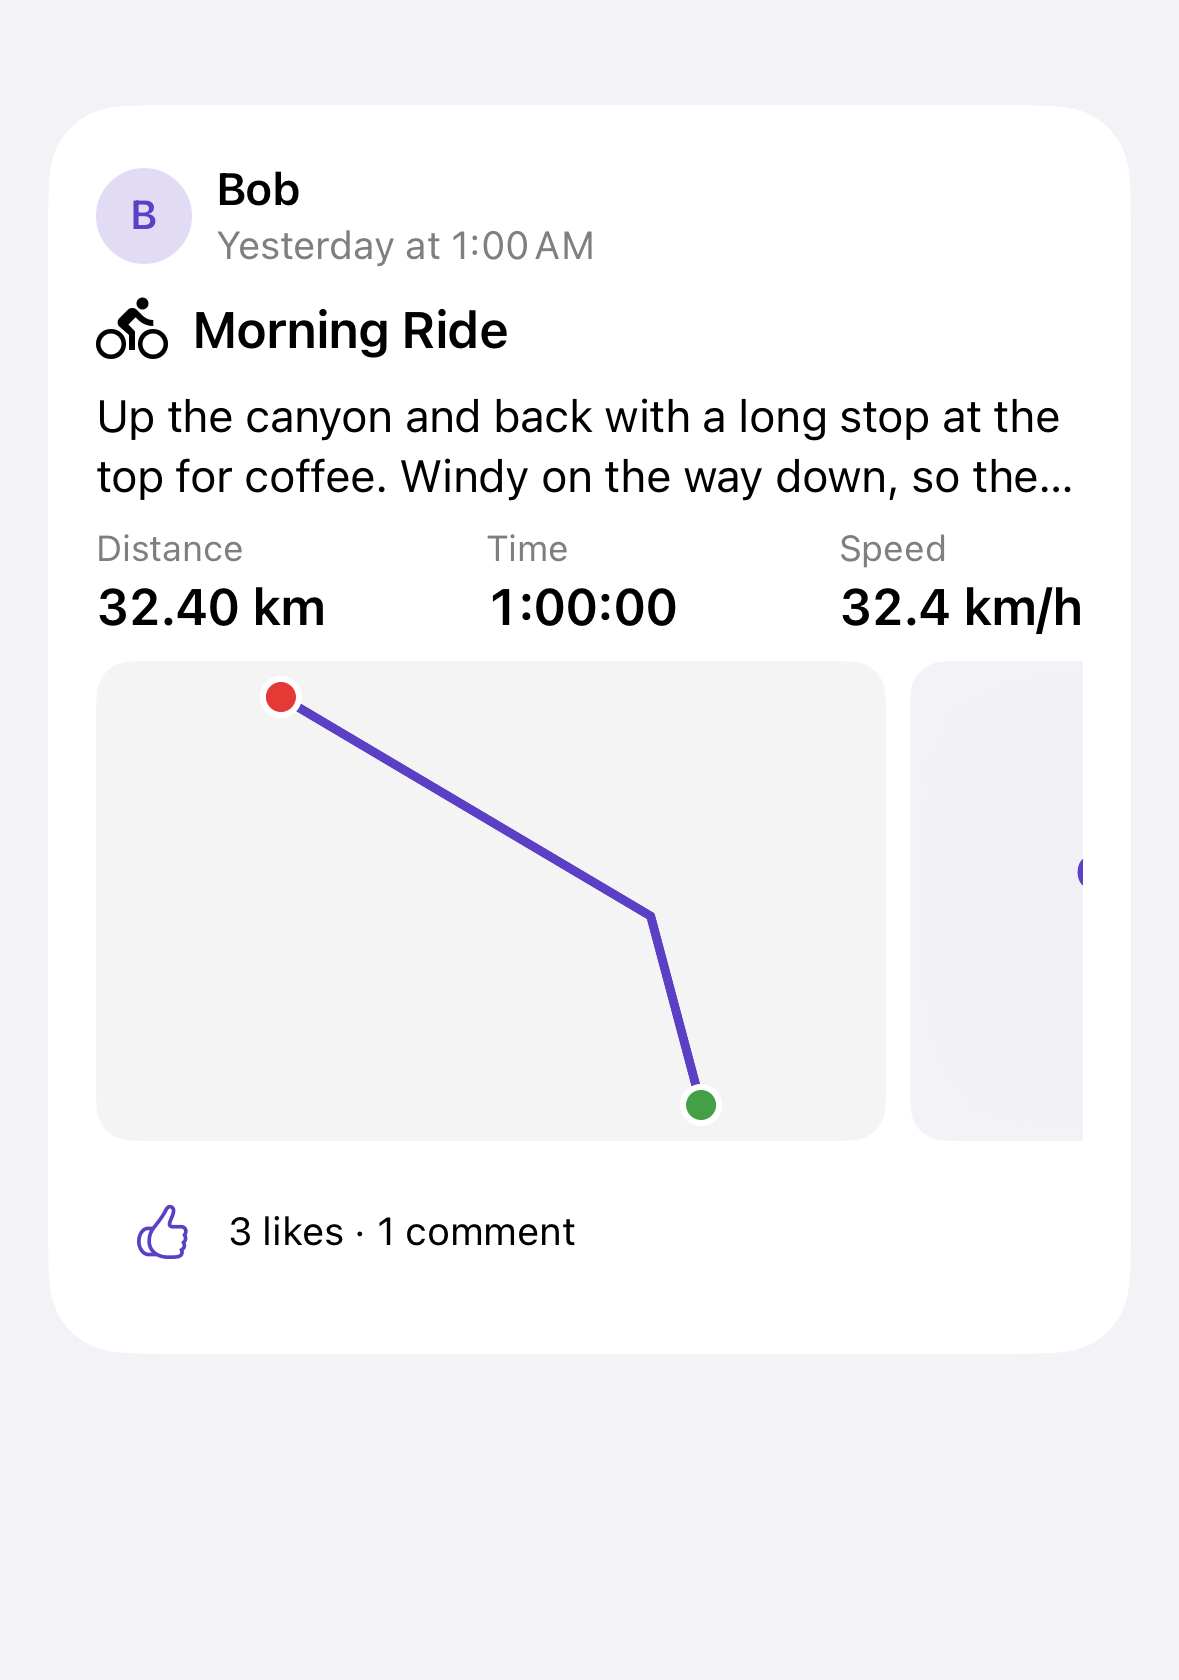 B
Bob
Yesterday at 1:00 AM
Morning Ride
Up the canyon and back with a long stop at the
top for coffee. Windy on the way down, so the…
Distance
Time
Speed
32.40 km
1:00:00
32.4 km/h
3 likes · 1 comment